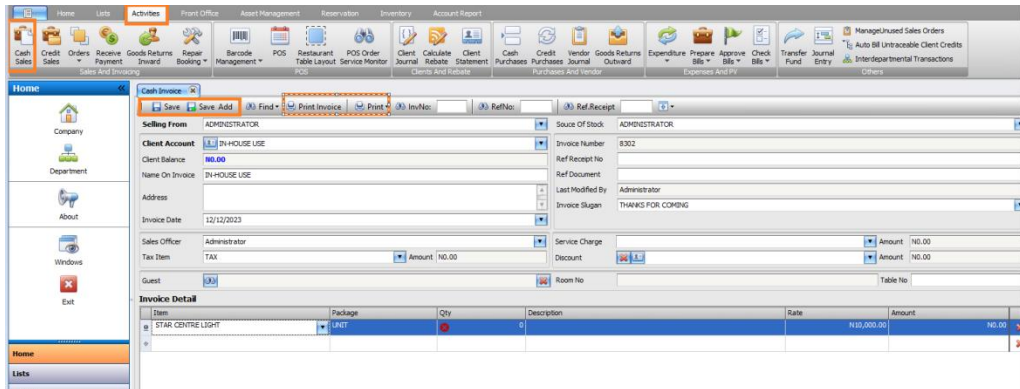 Home Lists Activities Front Office Asset Management Reservation Inventory Account Report
Cash Sales Credit Sales Orders Receive Payment Goods Returns Inward Repair Booking Barcode Management POS Restaurant Table Layout POS Order Service Monitor Client Journal Calculate Rebate Client Statement Cash Purchases Credit Purchases Vendor Journal Goods Returns Outward Expenditure Prepare Bills Approve Bills Check Bills Transfer Fund Journal Entry
ManageUnused Sales Orders
Auto Bill Untraceable Client Credits
Interdepartmental Transactions
Sales And Invoicing POS Clients And Rebate Purchases And Vendor Expenses And PV Others
Home «
Cash Invoice
Save Save Add Find Print Invoice Print InvNo: RefNo: Ref.Receipt
Company
Department
About
Windows
Exit
Home
Lists
Selling From ADMINISTRATOR Souce Of Stock ADMINISTRATOR
Client Account IN-HOUSE USE Invoice Number 8302
Client Balance N0.00 Ref Receipt No
Name On Invoice IN-HOUSE USE Ref Document
Address Last Modified By Administrator
Invoice Slugan THANKS FOR COMING
Invoice Date 12/12/2023
Sales Officer Administrator Service Charge Amount N0.00
Tax Item TAX Amount N0.00 Discount Amount N0.00
Guest Room No Table No
Invoice Detail
Item Package Qty Description Rate Amount
STAR CENTRE LIGHT UNIT 0 N10,000.00 N0.00